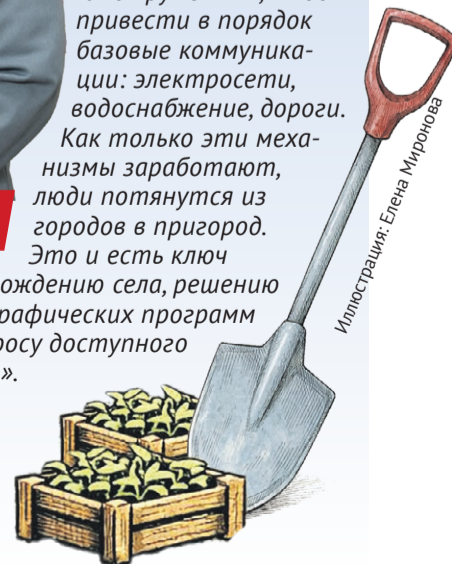 привести в порядок
базовые коммуника-
ции: электросети,
водоснабжение, дороги.
Как только эти меха-
низмы заработают,
люди потянутся из
городов в пригород.
Это и есть ключ
ождению села, решению
рафических программ
росу доступного
».
Иллюстрация: Елена Миронова